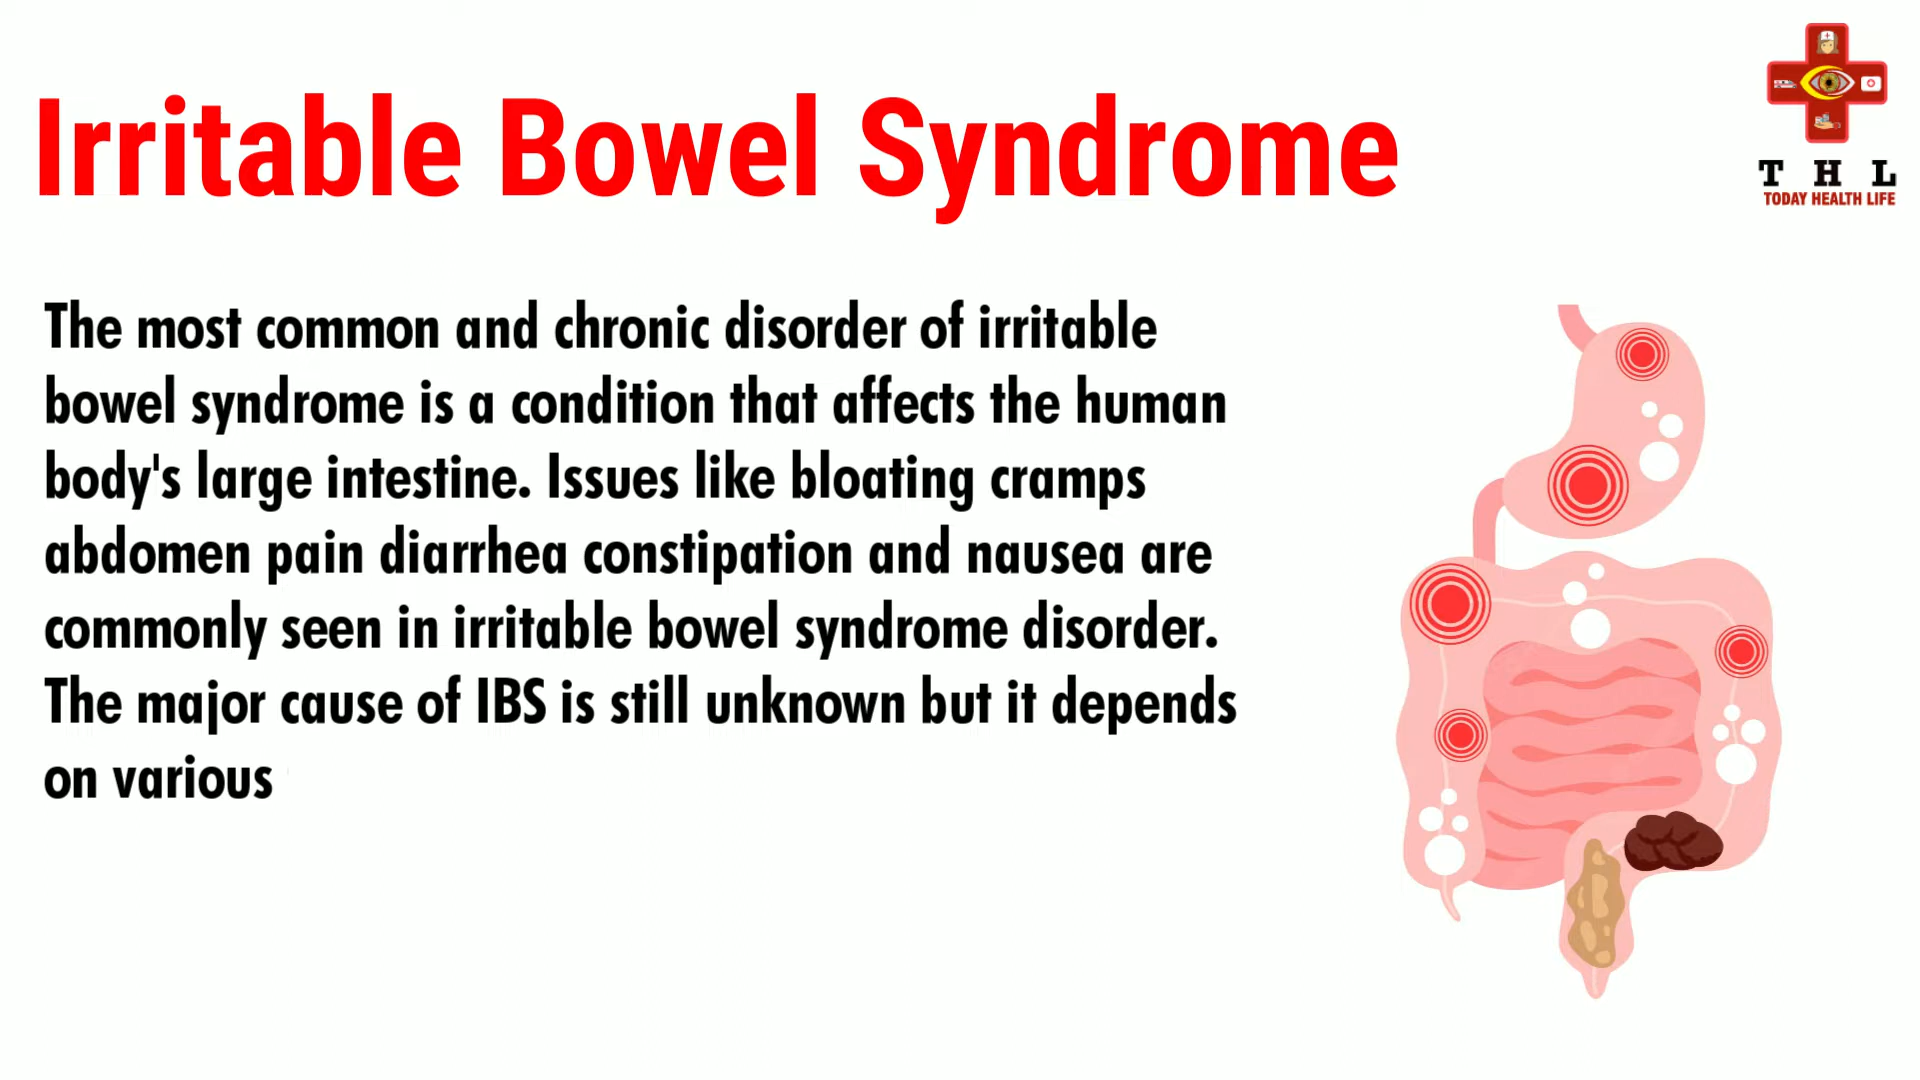 Irritable Bowel Syndrome
T H L
TODAY HEALTH LIFE
The most common and chronic disorder of irritable
bowel syndrome is a condition that affects the human
body's large intestine. Issues like bloating cramps
abdomen pain diarrhea constipation and nausea are
commonly seen in irritable bowel syndrome disorder.
The major cause of IBS is still unknown but it depends
on various